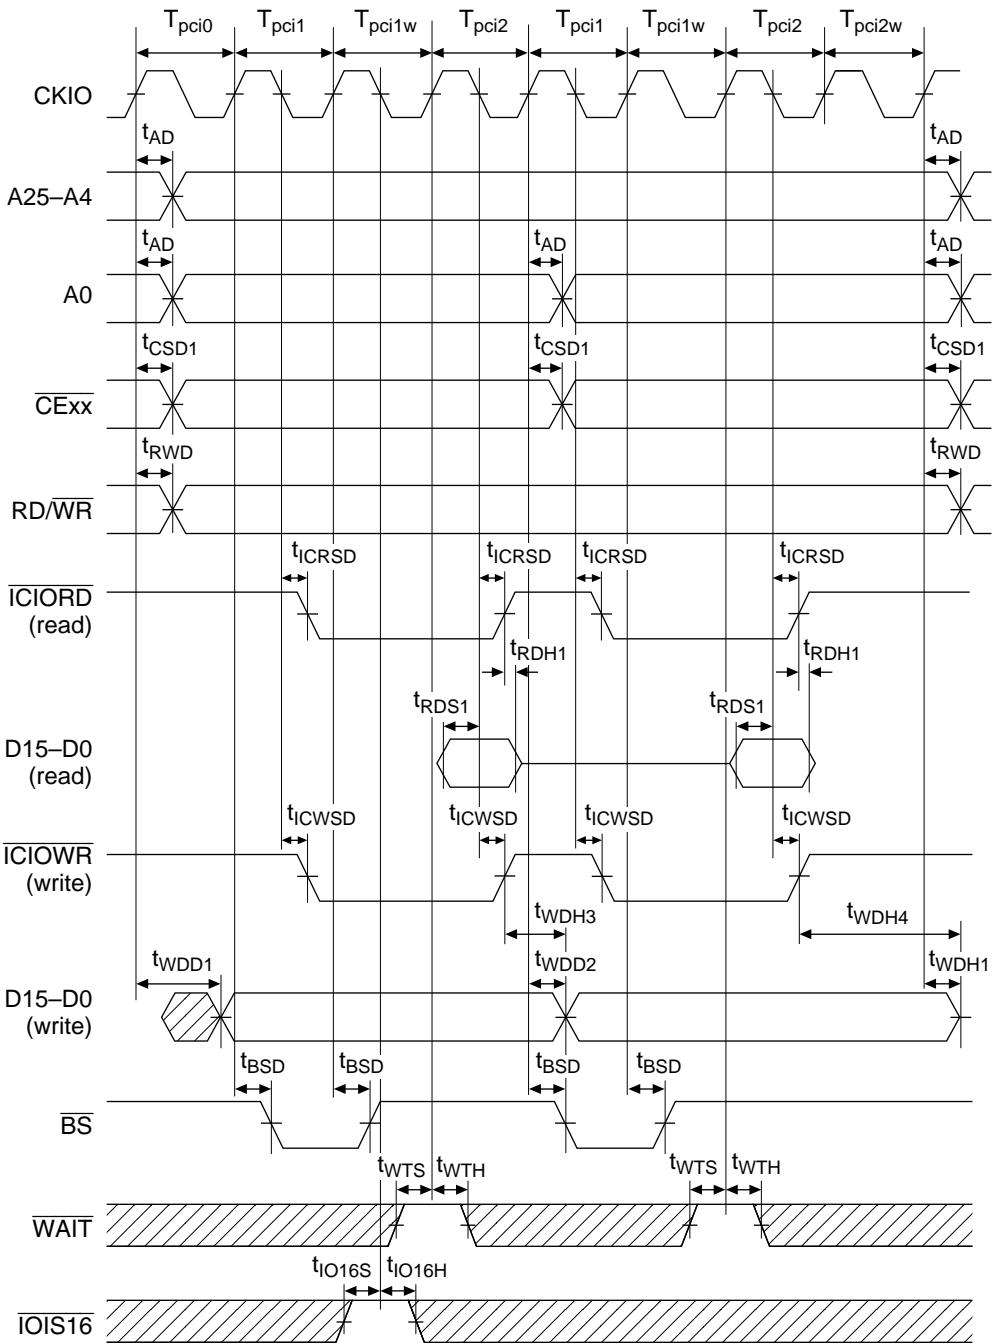 Tpci0 Tpci1 Tpci1w Tpci2 Tpci1 Tpci1w Tpci2 Tpci2w
CKIO
tAD tAD
A25–A4
tAD tAD tAD
A0
tCSD1 tCSD1 tCSD1
CExx
tRWD tRWD
RD/WR
tICRSD tICRSD tICRSD tICRSD
ICIORD
(read)
tRDH1 tRDH1
tRDS1 tRDS1
D15–D0
(read)
tICWSD tICWSD tICWSD tICWSD
ICIOWR
(write)
tWDH3 tWDH4
tWDD1 tWDD2 tWDH1
D15–D0
(write)
tBSD tBSD tBSD tBSD
BS
tWTS tWTH tWTS tWTH
WAIT
tIO16S tIO16H
IOIS16